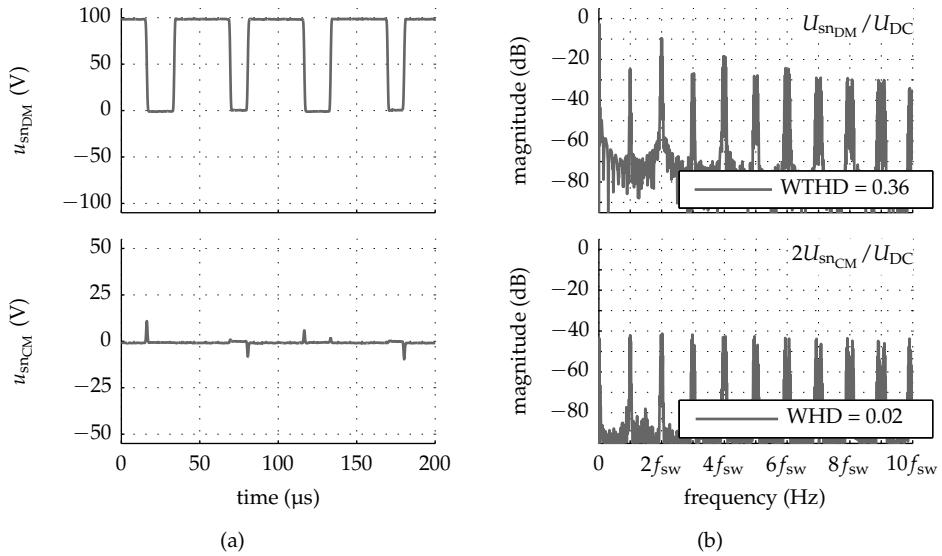 100
50
0
−50
−100
u_snDM (V)
50
25
0
−25
−50
u_snCM (V)
0 50 100 150 200
time (µs)
(a)
0
−20
−40
−60
−80
magnitude (dB)
U_snDM/U_DC
WTHD = 0.36
0
−20
−40
−60
−80
magnitude (dB)
2U_snCM/U_DC
WHD = 0.02
0 2f_sw 4f_sw 6f_sw 8f_sw 10f_sw
frequency (Hz)
(b)